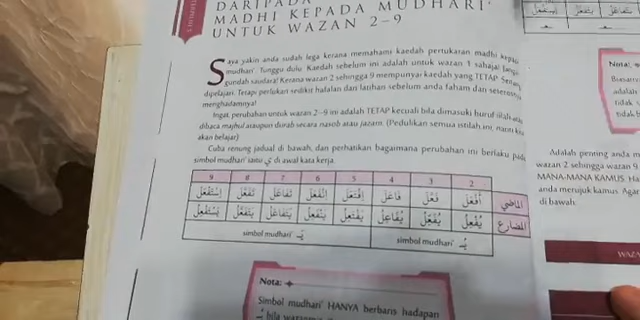 DARIPADA
MADHI KEPADA MUDHARI'
UNTUK WAZAN 2-9
Saya yakin anda sudah lega kerana memahami kaedah pertukaran madhi kepada
mudhari'. Tunggu dulu. Kaedah sebelum ini adalah untuk wazan 1 sahaja! Jangan
gundah saudara! Kerana wazan 2 sehingga 9 mempunyai kaedah yang TETAP. Senang
dipelajari. Tetapi perlukan sedikit hafalan dan latihan sebelum anda faham dan seterusnya
menghadamnya!
Ingat, perubahan untuk wazan 2-9 ini adalah TETAP kecuali bila dimasuki huruf
dibaca majhul ataupun dirab secara nasob atau jazam. (Pedulikan semua istilah ini, nanti kita
akan belajar)
Cuba renung jadual di bawah, dan perhatikan bagaimana perubahan ini berlaku pada
simbol mudhari' iaitu يَ di awal kata kerja.
9 8 7 6 5 4 3 2
الماضي أَفْعَلَ فَعَّلَ فَاعَلَ اِفْتَعَلَ اِنْفَعَلَ تَفَاعَلَ تَفَعَّلَ اِسْتَفْعَلَ
المضارع يُفْعِلُ يُفَعِّلُ يُفَاعِلُ يَفْتَعِلُ يَنْفَعِلُ يَتَفَاعَلُ يَتَفَعَّلُ يَسْتَفْعِلُ
simbol mudhari' يَـ simbol mudhari' يُـ
Nota:
Simbol mudhari' HANYA berbaris hadapan
bila
Nota:
adalah
tidak
Adalah penting anda m
wazan 2 sehingga wazan 9
MANA-MANA KAMUS. Ha
anda merujuk kamus. Agar
di bawah:
WAZA